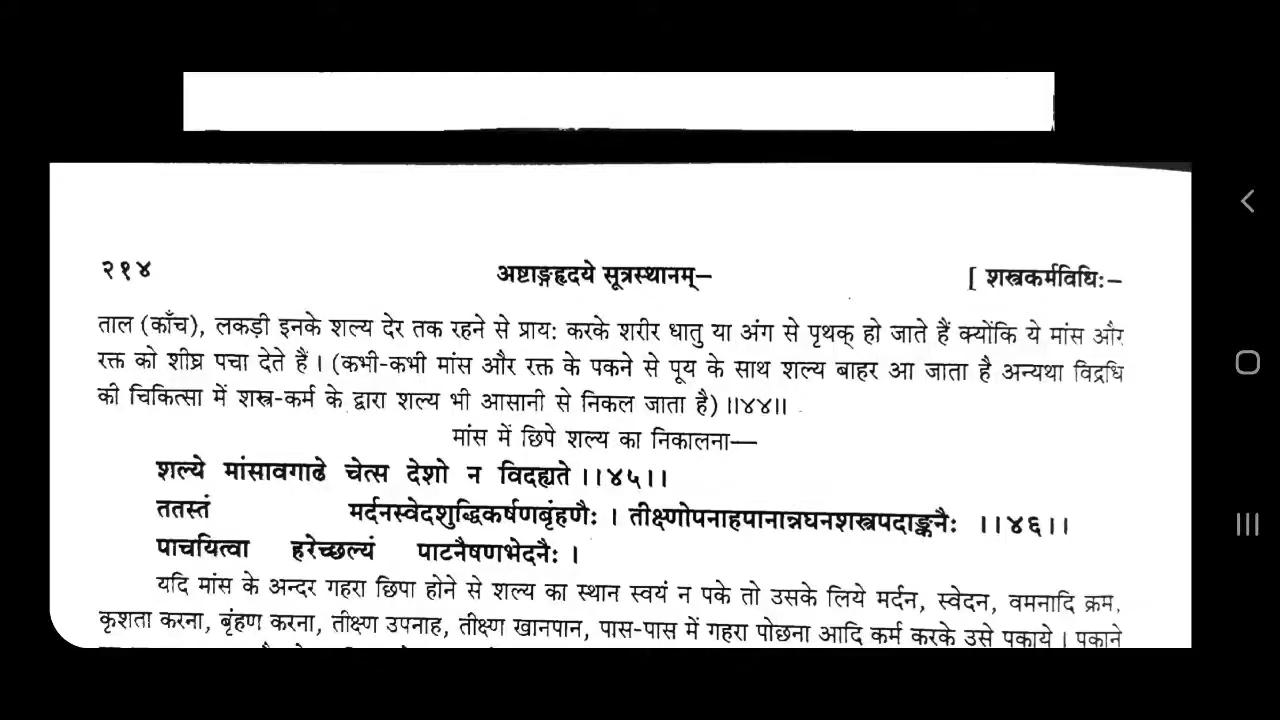 २१४ अष्टाङ्गहृदये सूत्रस्थानम्– [ शस्त्रकर्मविधिः–
ताल (काँच), लकड़ी इनके शल्य देर तक रहने से प्रायः करके शरीर धातु या अंग से पृथक् हो जाते हैं क्योंकि ये मांस और
रक्त को शीघ्र पचा देते हैं । (कभी-कभी मांस और रक्त के पकने से पूय के साथ शल्य बाहर आ जाता है अन्यथा विद्रधि
की चिकित्सा में शस्त्र-कर्म के द्वारा शल्य भी आसानी से निकल जाता है) ।।४४।।
मांस में छिपे शल्य का निकालना—
शल्ये मांसावगाढे चेत्स देशो न विदह्यते ।।४५।।
ततस्तं मर्दनस्वेदशुद्धिकर्षणबृंहणैः । तीक्ष्णोपनाहपानान्नघनशस्त्रपदाङ्कनैः ।।४६।।
पाचयित्वा हरेच्छल्यं पाटनैषणभेदनैः ।
यदि मांस के अन्दर गहरा छिपा होने से शल्य का स्थान स्वयं न पके तो उसके लिये मर्दन, स्वेदन, वमनादि क्रम,
कृशता करना, बृंहण करना, तीक्ष्ण उपनाह, तीक्ष्ण खानपान, पास-पास में गहरा पोछना आदि कर्म करके उसे पकाये । पकाने